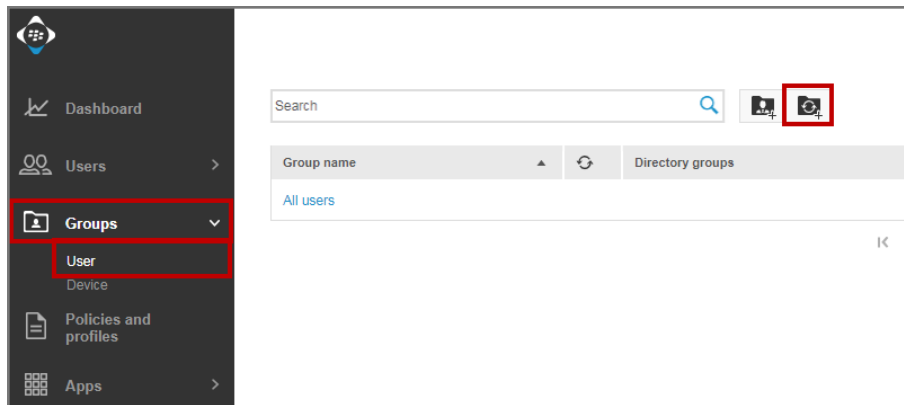 Dashboard
Users
Groups
User
Device
Policies and
profiles
Apps
Search
Group name
Directory groups
All users